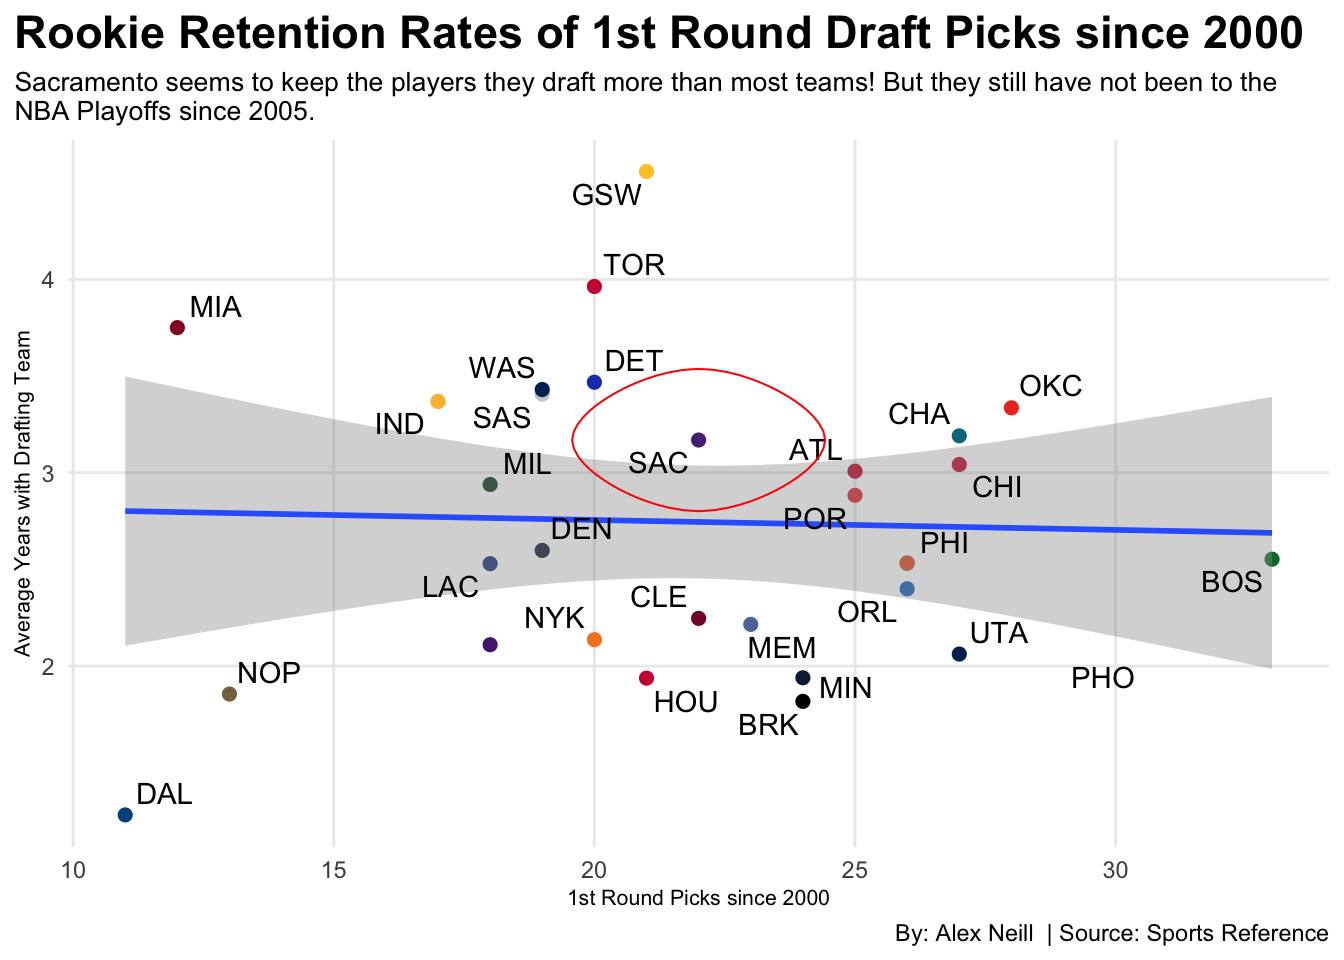 Rookie Retention Rates of 1st Round Draft Picks since 2000
Sacramento seems to keep the players they draft more than most teams! But they still have not been to the
NBA Playoffs since 2005.
Average Years with Drafting Team
4
3
2
GSW
TOR
MIA
DET
WAS
OKC
SAS
CHA
IND
ATL
SAC
MIL
CHI
POR
DEN
PHI
BOS
LAC
CLE
ORL
NYK
UTA
MEM
NOP
PHO
MIN
HOU
BRK
DAL
10
15
20
25
30
1st Round Picks since 2000
By: Alex Neill | Source: Sports Reference